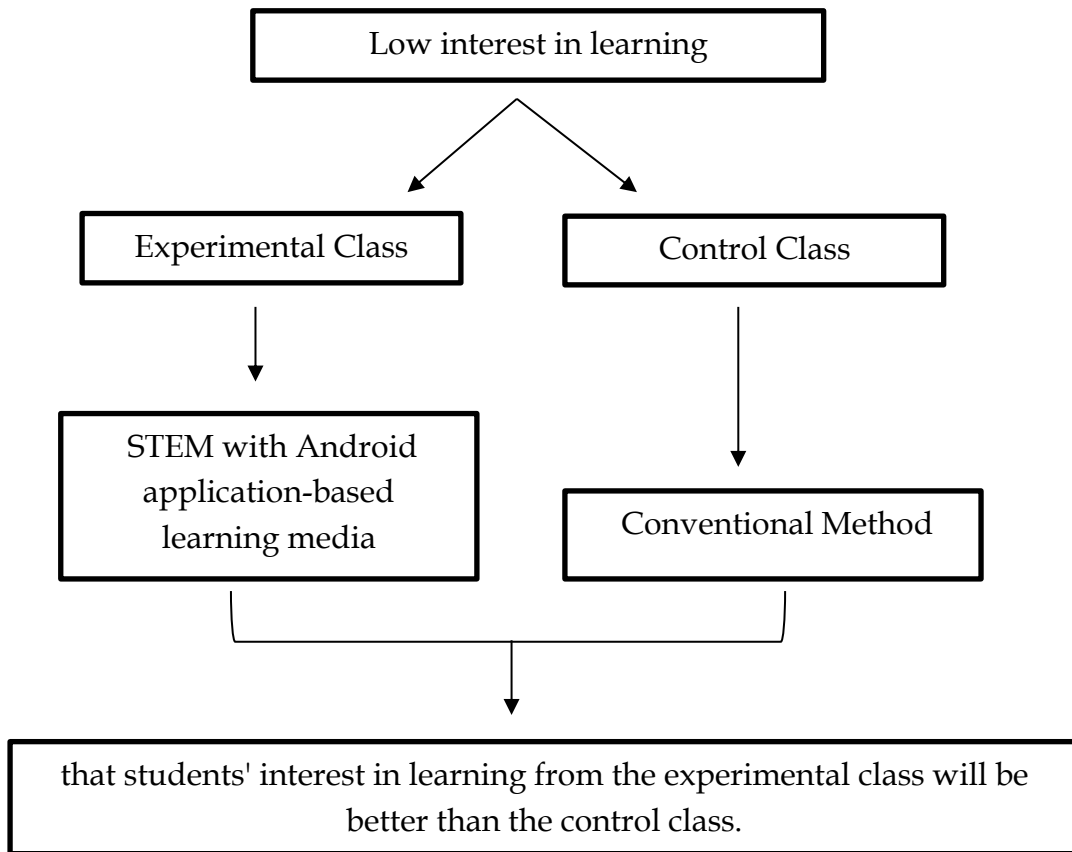 Low interest in learning
Experimental Class
Control Class
STEM with Android
application-based
learning media
Conventional Method
that students' interest in learning from the experimental class will be
better than the control class.